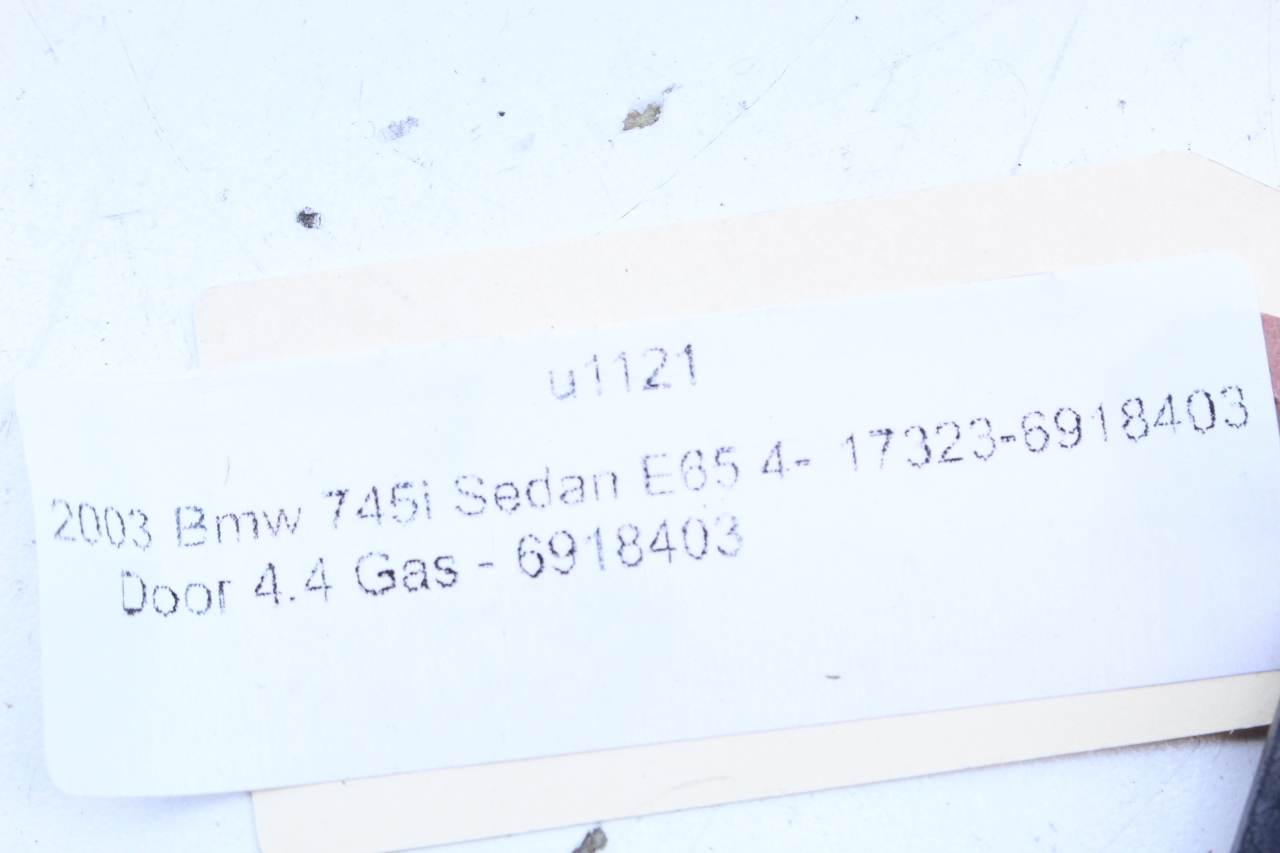 u1121
2003 Bmw 745i Sedan E65 4- 17323-6918403
Door 4.4 Gas - 6918403